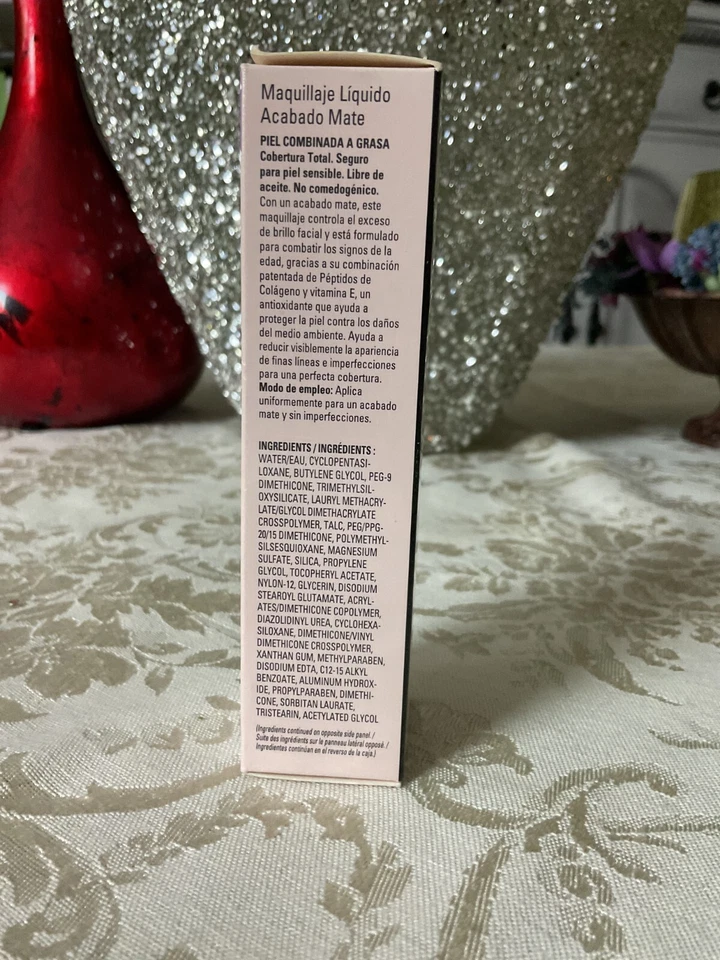 Maquillaje Líquido
Acabado Mate
PIEL COMBINADA A GRASA
Cobertura Total. Seguro
para piel sensible. Libre de
aceite. No comedogénico.
Con un acabado mate, este
maquillaje controla el exceso
de brillo facial y está formulado
para combatir los signos de la
edad, gracias a su combinación
patentada de Péptidos de
Colágeno y vitamina E, un
antioxidante que ayuda a
proteger la piel contra los daños
del medio ambiente. Ayuda a
reducir visiblemente la apariencia
de finas líneas e imperfecciones
para una perfecta cobertura.
Modo de empleo: Aplica
uniformemente para un acabado
mate y sin imperfecciones.
INGREDIENTS / INGRÉDIENTS :
WATER/EAU, CYCLOPENTASI-
LOXANE, BUTYLENE GLYCOL, PEG-9
DIMETHICONE, TRIMETHYLSIL-
OXYSILICATE, LAURYL METHACRY-
LATE/GLYCOL DIMETHACRYLATE
CROSSPOLYMER, TALC, PEG/PPG-
20/15 DIMETHICONE, POLYMETHYL-
SILSESQUIOXANE, MAGNESIUM
SULFATE, SILICA, PROPYLENE
GLYCOL, TOCOPHERYL ACETATE,
NYLON-12, GLYCERIN, DISODIUM
STEAROYL GLUTAMATE, ACRYL-
ATES/DIMETHICONE COPOLYMER,
DIAZOLIDINYL UREA, CYCLOHEXA-
SILOXANE, DIMETHICONE/VINYL
DIMETHICONE CROSSPOLYMER,
XANTHAN GUM, METHYLPARABEN,
DISODIUM EDTA, C12-15 ALKYL
BENZOATE, ALUMINUM HYDROX-
IDE, PROPYLPARABEN, DIMETHI-
CONE, SORBITAN LAURATE,
TRISTEARIN, ACETYLATED GLYCOL
(Ingredients continued on opposite side panel. /
Suite des ingrédients sur le panneau latéral opposé. /
Ingredientes continúan en el reverso de la caja.)